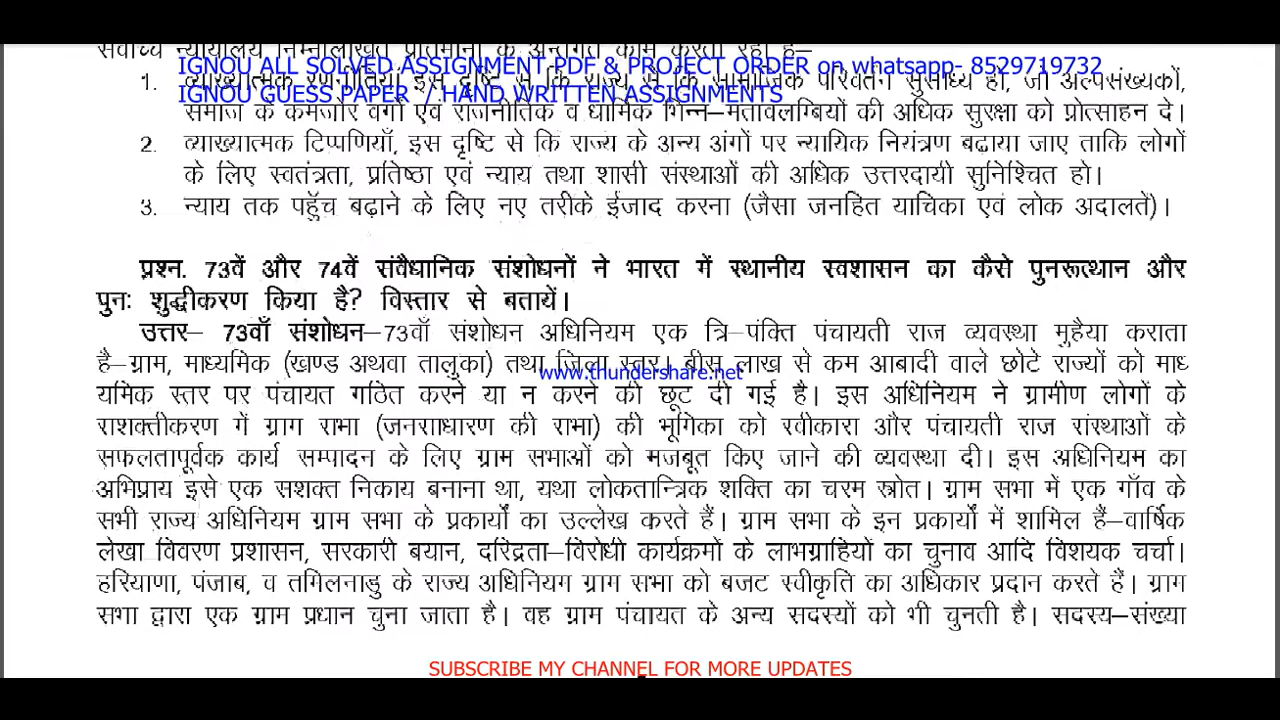 सर्वोच्च न्यायालय निम्नलिखित प्रतिमानों के अन्तर्गत काम करता रहा है–
IGNOU ALL SOLVED ASSIGNMENT PDF & PROJECT ORDER on whatsapp- 8529719732
1. व्याख्यात्मक रणनीतियाँ इस दृष्टि से कि राज्य से कि सामाजिक परिवर्तन सुसाध्य हो, जो अल्पसंख्यकों,
IGNOU GUESS PAPER // HAND WRITTEN ASSIGNMENTS
समाज के कमजोर वर्गों एवं राजनीतिक व धार्मिक भिन्न–मतावलम्बियों की अधिक सुरक्षा को प्रोत्साहन दे।
2. व्याख्यात्मक टिप्पणियाँ, इस दृष्टि से कि राज्य के अन्य अंगों पर न्यायिक नियंत्रण बढ़ाया जाए ताकि लोगों
के लिए स्वतंत्रता, प्रतिष्ठा एवं न्याय तथा शासी संस्थाओं की अधिक उत्तरदायी सुनिश्चित हो।
3. न्याय तक पहुँच बढ़ाने के लिए नए तरीके ईजाद करना (जैसा जनहित याचिका एवं लोक अदालतें)।
प्रश्न. 73वें और 74वें संवैधानिक संशोधनों ने भारत में स्थानीय स्वशासन का कैसे पुनरूत्थान और
पुनः शुद्धीकरण किया है? विस्तार से बतायें।
उत्तर– 73वाँ संशोधन–73वाँ संशोधन अधिनियम एक त्रि–पंक्ति पंचायती राज व्यवस्था मुहैया कराता
है–ग्राम, माध्यमिक (खण्ड अथवा तालुका) तथा जिला स्तर। बीस लाख से कम आबादी वाले छोटे राज्यों को माध
www.thundershare.net
यमिक स्तर पर पंचायत गठित करने या न करने की छूट दी गई है। इस अधिनियम ने ग्रामीण लोगों के
सशक्तीकरण में ग्राम सभा (जनसाधारण की सभा) की भूमिका को स्वीकारा और पंचायती राज संस्थाओं के
सफलतापूर्वक कार्य सम्पादन के लिए ग्राम सभाओं को मजबूत किए जाने की व्यवस्था दी। इस अधिनियम का
अभिप्राय इसे एक सशक्त निकाय बनाना था, यथा लोकतान्त्रिक शक्ति का चरम स्त्रोत। ग्राम सभा में एक गाँव के
सभी राज्य अधिनियम ग्राम सभा के प्रकार्यों का उल्लेख करते हैं। ग्राम सभा के इन प्रकार्यों में शामिल हैं–वार्षिक
लेखा विवरण प्रशासन, सरकारी बयान, दरिद्रता–विरोधी कार्यक्रमों के लाभग्राहियों का चुनाव आदि विशयक चर्चा।
हरियाणा, पंजाब, व तमिलनाडु के राज्य अधिनियम ग्राम सभा को बजट स्वीकृति का अधिकार प्रदान करते हैं। ग्राम
सभा द्वारा एक ग्राम प्रधान चुना जाता है। वह ग्राम पंचायत के अन्य सदस्यों को भी चुनती है। सदस्य–संख्या
SUBSCRIBE MY CHANNEL FOR MORE UPDATES